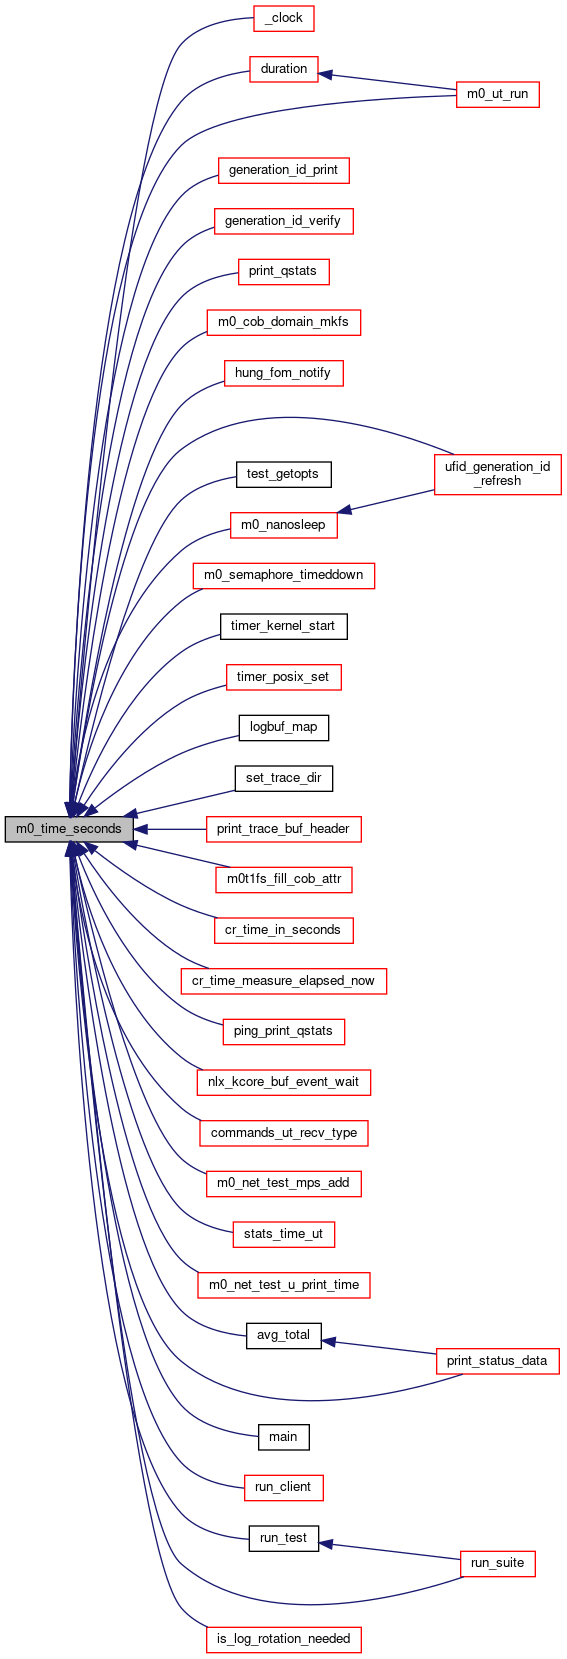 _clock
duration
m0_ut_run
generation_id_print
generation_id_verify
print_qstats
m0_cob_domain_mkfs
hung_fom_notify
ufid_generation_id
_refresh
test_getopts
m0_nanosleep
m0_semaphore_timeddown
timer_kernel_start
timer_posix_set
logbuf_map
set_trace_dir
m0_time_seconds
print_trace_buf_header
m0t1fs_fill_cob_attr
cr_time_in_seconds
cr_time_measure_elapsed_now
ping_print_qstats
nlx_kcore_buf_event_wait
commands_ut_recv_type
m0_net_test_mps_add
stats_time_ut
m0_net_test_u_print_time
avg_total
print_status_data
main
run_client
run_test
run_suite
is_log_rotation_needed